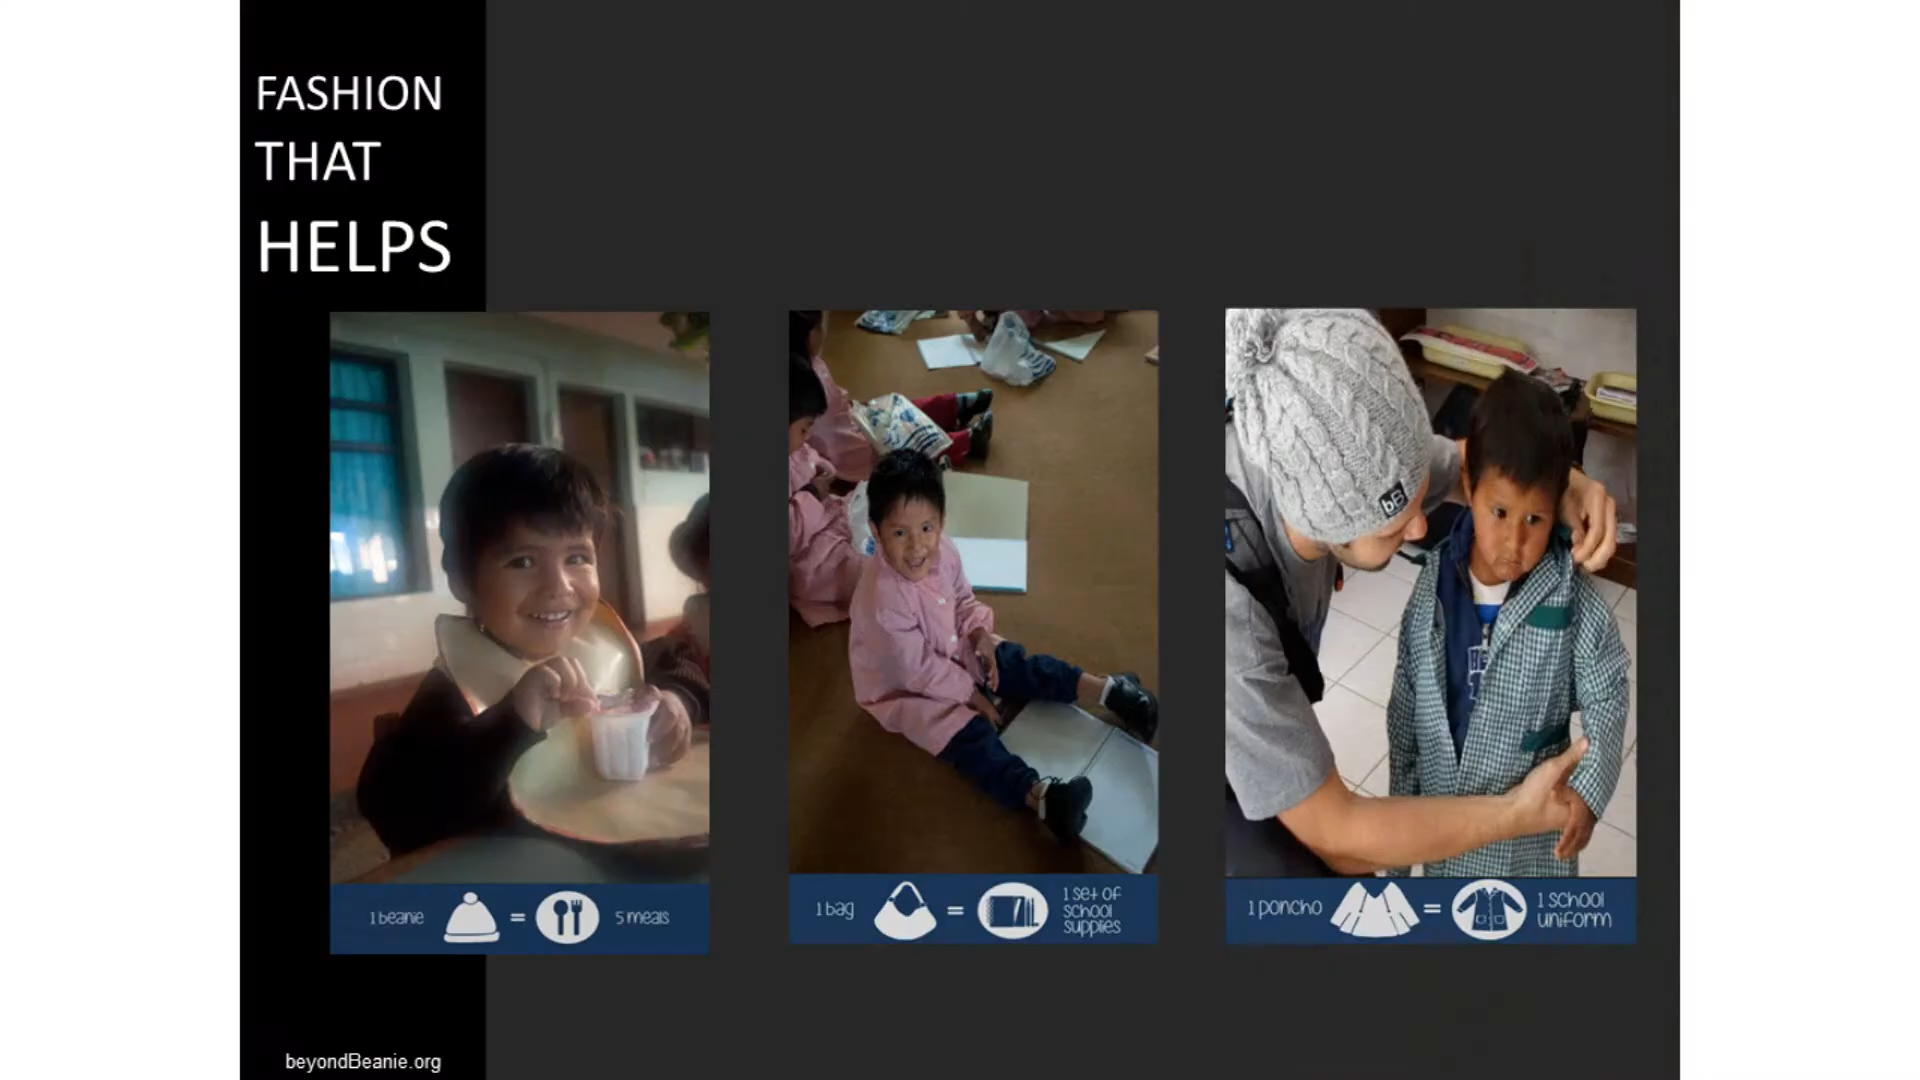 FASHION
THAT
HELPS
bB
1 beanie = 5 meals
1 bag = 1 set of
school
supplies
1 poncho = 1 school
uniform
beyondBeanie.org